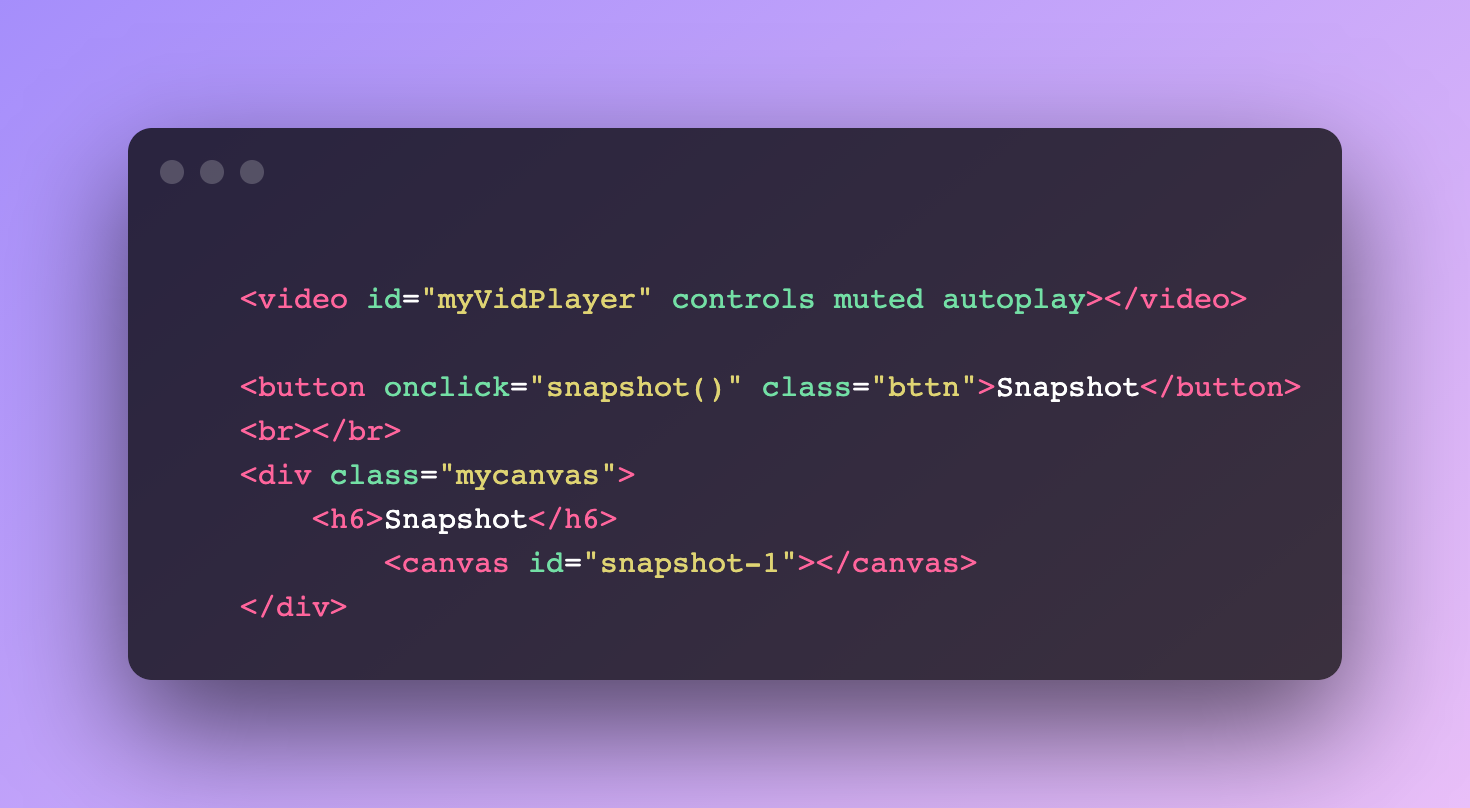 <video id="myVidPlayer" controls muted autoplay></video>
<button onclick="snapshot()" class="bttn">Snapshot</button>
<br></br>
<div class="mycanvas">
<h6>Snapshot</h6>
<canvas id="snapshot-1"></canvas>
</div>